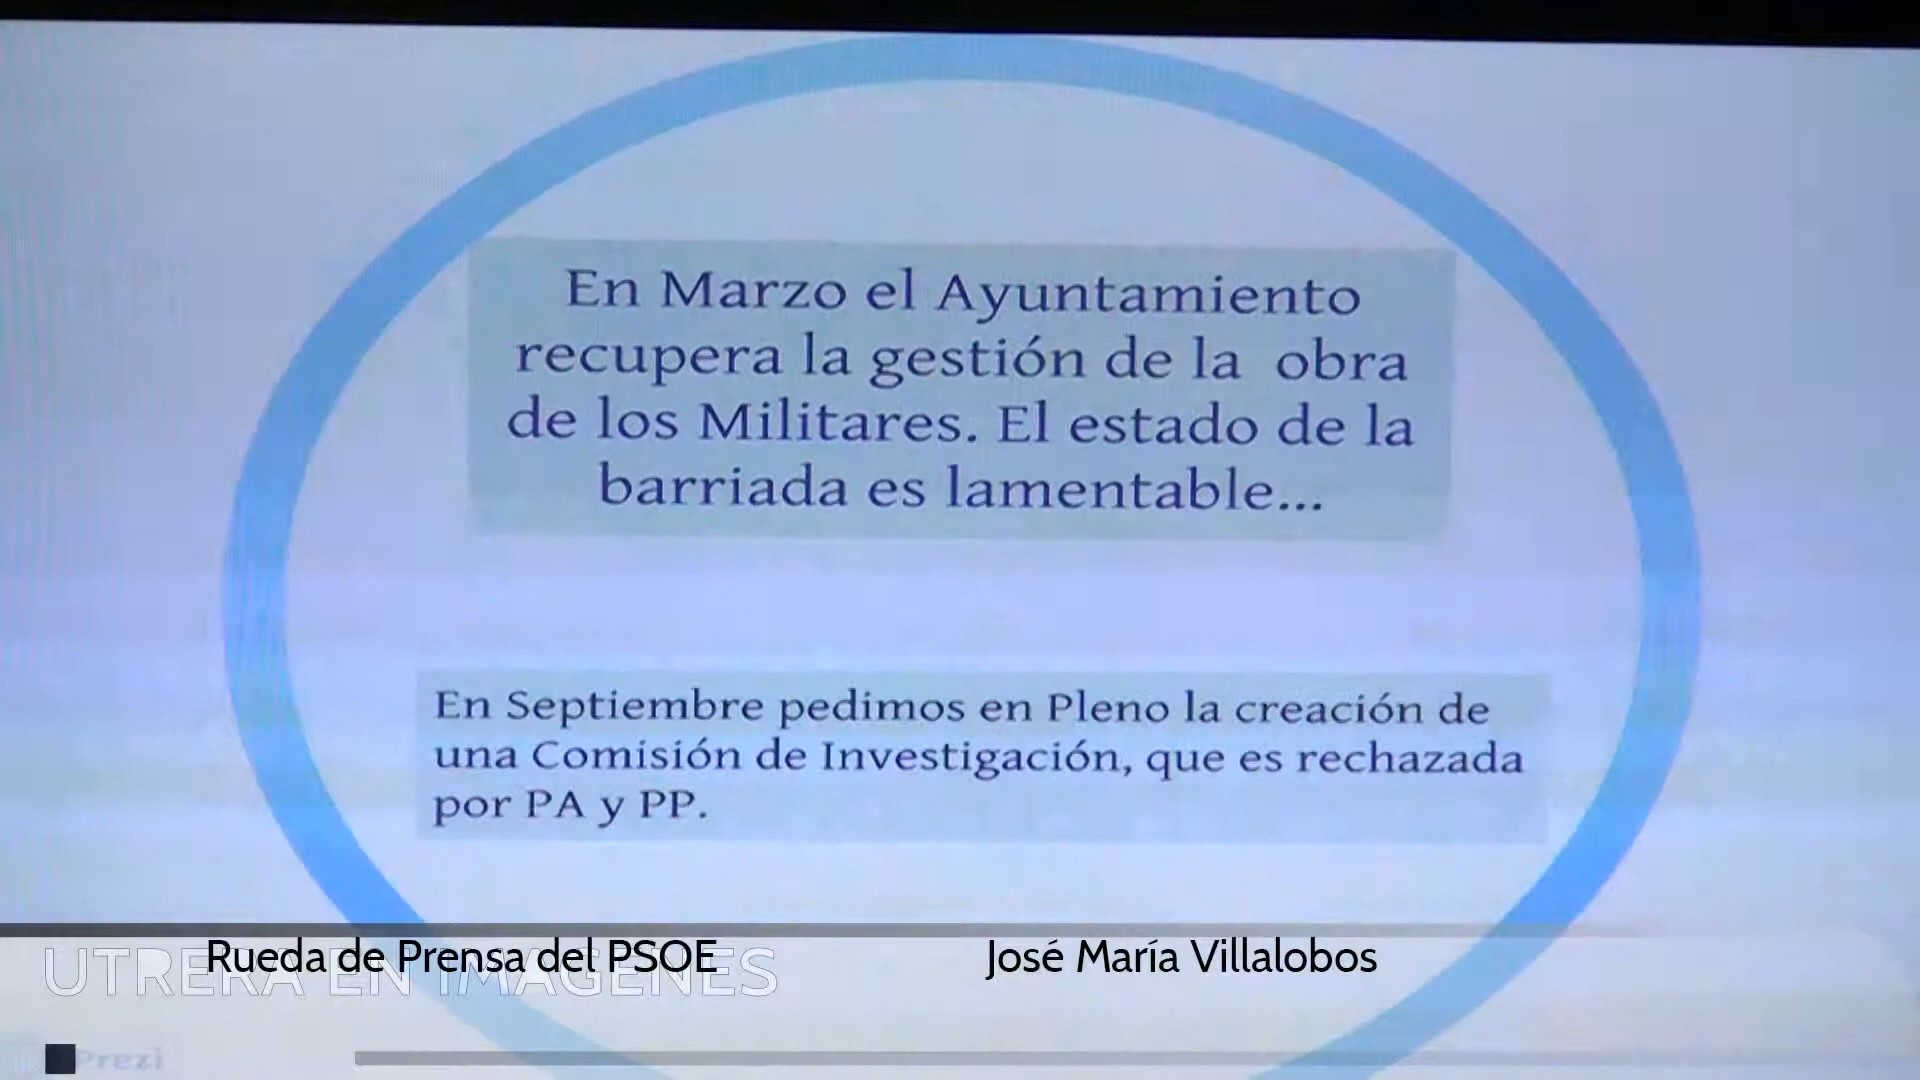 En Marzo el Ayuntamiento
recupera la gestión de la obra
de los Militares. El estado de la
barriada es lamentable...
En Septiembre pedimos en Pleno la creación de
una Comisión de Investigación, que es rechazada
por PA y PP.
Rueda de Prensa del PSOE
José María Villalobos
UTRERA EN IMAGENES
Prezi